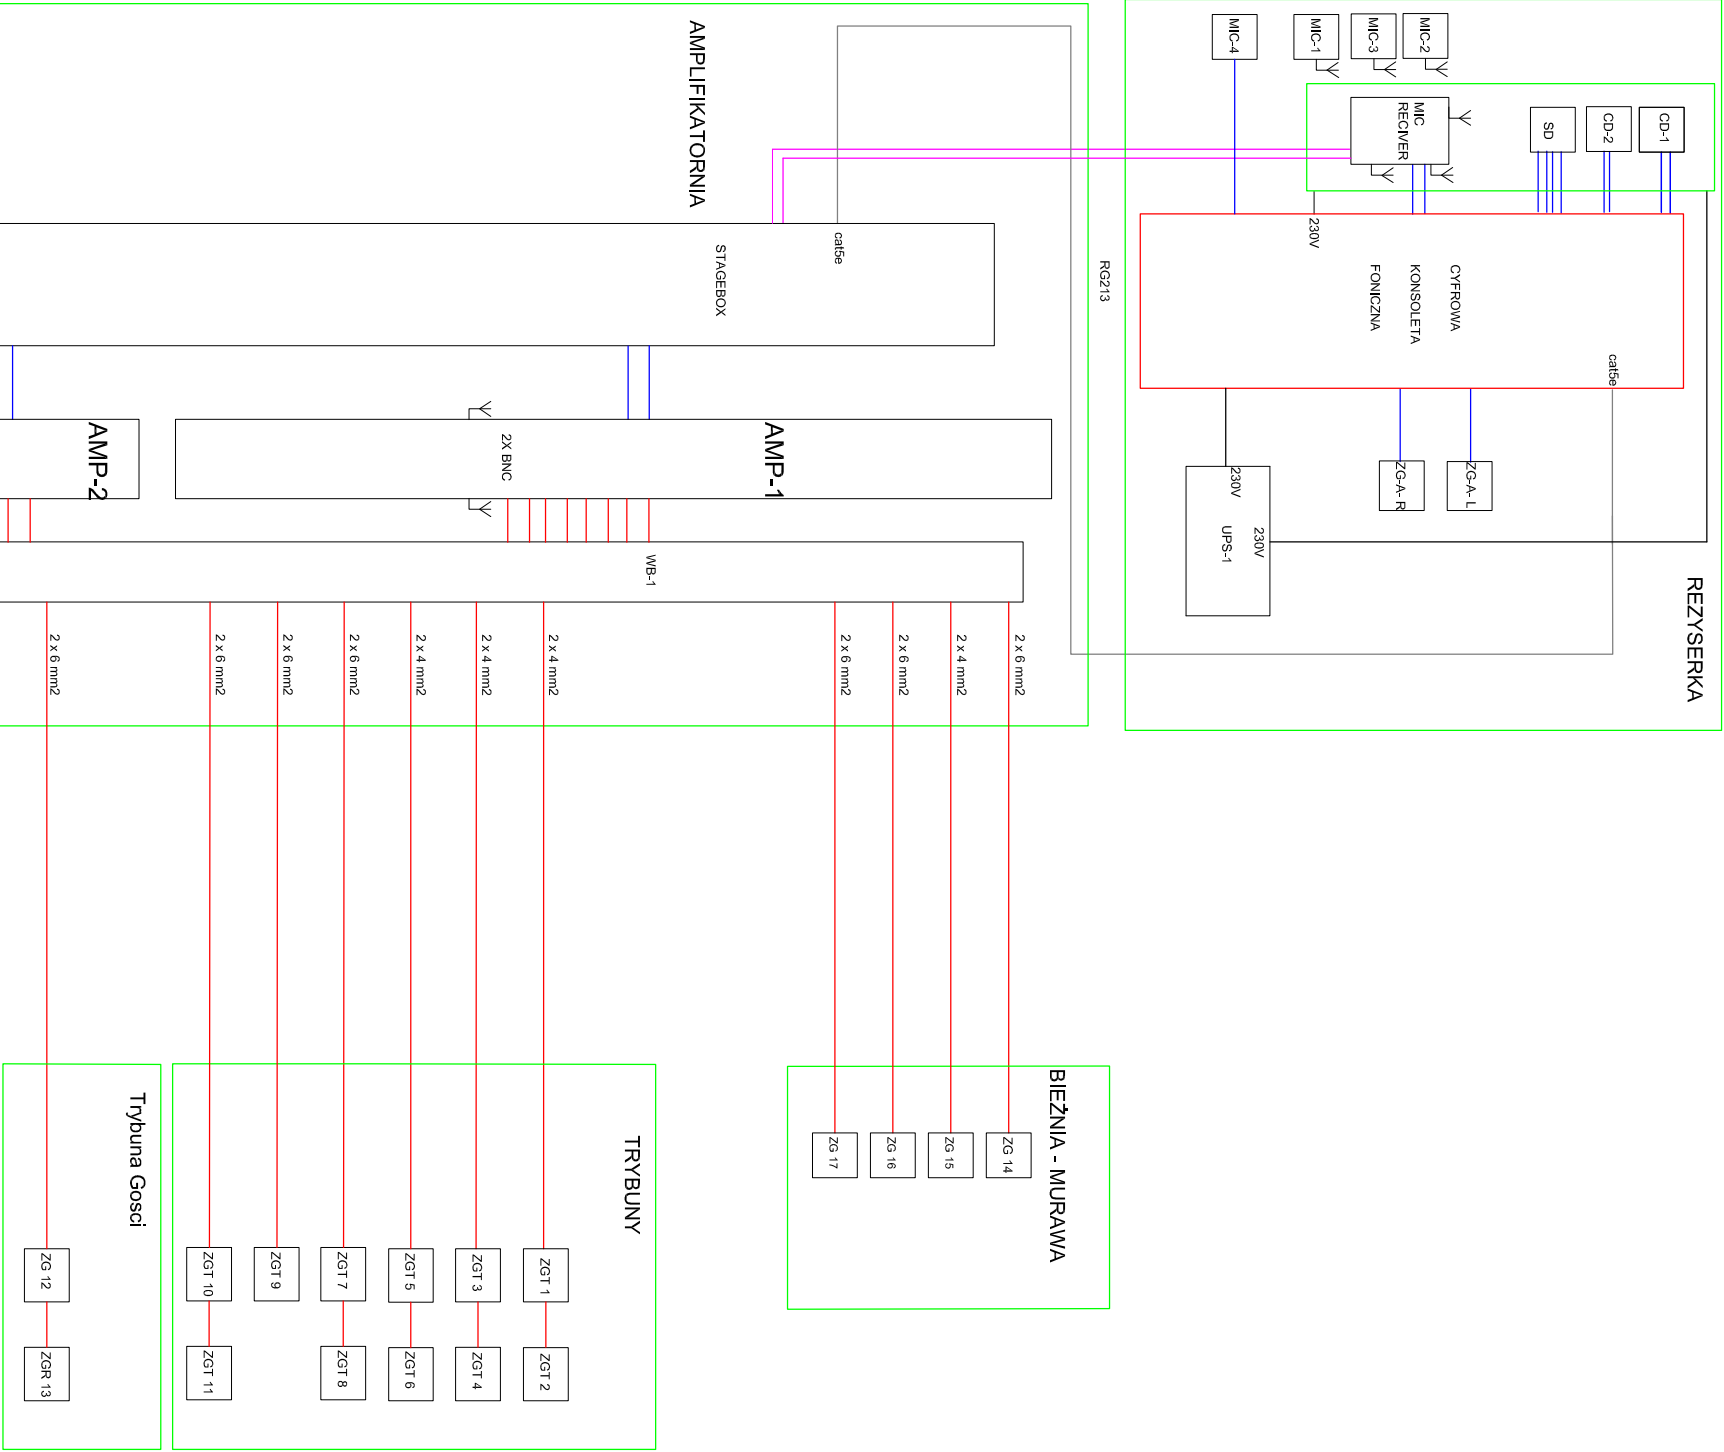 REZYSERKA
CD-1
CD-2
SD
MIC
RECIVER
MIC-2
MIC-3
MIC-1
MIC-4
230V
CYFROWA
KONSOLETA
FONICZNA
cat5e
ZG-A- L
ZG-A- R
230V
230V
UPS-1
RG213
AMPLIFIKATORNIA
cat5e
STAGEBOX
AMP-1
2X BNC
AMP-2
WB-1
2 x 6 mm2
2 x 4 mm2
2 x 6 mm2
2 x 6 mm2
2 x 4 mm2
2 x 4 mm2
2 x 4 mm2
2 x 6 mm2
2 x 6 mm2
2 x 6 mm2
2 x 6 mm2
BIEŻNIA - MURAWA
ZG 14
ZG 15
ZG 16
ZG 17
TRYBUNY
ZGT 1
ZGT 3
ZGT 5
ZGT 7
ZGT 9
ZGT 10
ZGT 2
ZGT 4
ZGT 6
ZGT 8
ZGT 11
Trybuna Gosci
ZG 12
ZGR 13